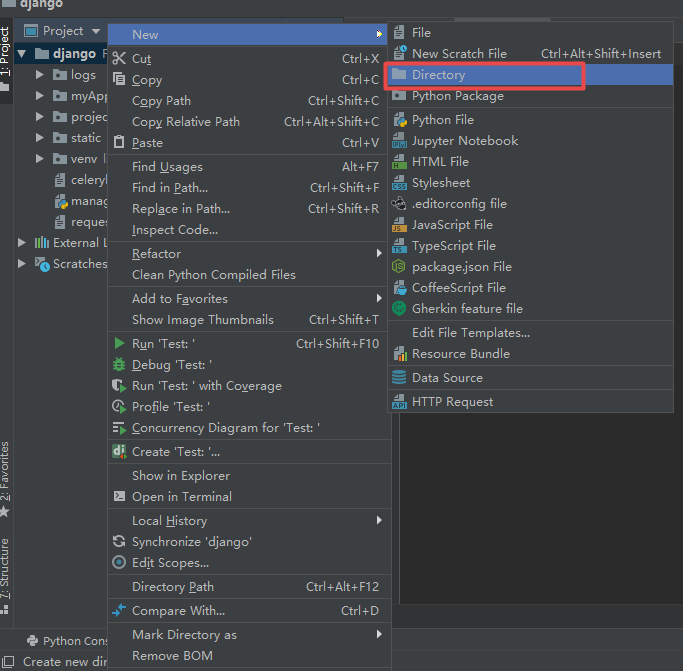 django
Project
1: Project
django
logs
myApp
projec
static
venv
celery
manag
reque
External L
Scratches
2: Favorites
7: Structure
Python Cons
Create new dir
New
Cut Ctrl+X
Copy Ctrl+C
Copy Path Ctrl+Shift+C
Copy Relative Path Ctrl+Alt+Shift+C
Paste Ctrl+V
Find Usages Alt+F7
Find in Path... Ctrl+Shift+F
Replace in Path... Ctrl+Shift+R
Inspect Code...
Refactor
Clean Python Compiled Files
Add to Favorites
Show Image Thumbnails Ctrl+Shift+T
Run 'Test: ' Ctrl+Shift+F10
Debug 'Test: '
Run 'Test: ' with Coverage
Profile 'Test: '
Concurrency Diagram for 'Test: '
Create 'Test: '...
Show in Explorer
Open in Terminal
Local History
Synchronize 'django'
Edit Scopes...
Directory Path Ctrl+Alt+F12
Compare With... Ctrl+D
Mark Directory as
Remove BOM
File
New Scratch File Ctrl+Alt+Shift+Insert
Directory
Python Package
Python File
Jupyter Notebook
HTML File
Stylesheet
.editorconfig file
JavaScript File
TypeScript File
package.json File
CoffeeScript File
Gherkin feature file
Edit File Templates...
Resource Bundle
Data Source
HTTP Request